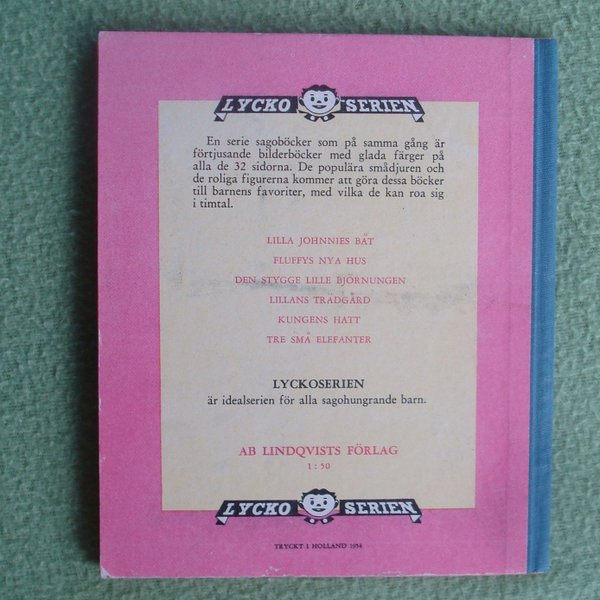 LYCKO SERIEN
En serie sagoböcker som på samma gång är
förtjusande bilderböcker med glada färger på
alla de 32 sidorna. De populära smådjuren och
de roliga figurerna kommer att göra dessa böcker
till barnens favoriter, med vilka de kan roa sig
i timtal.
LILLA JOHNNIES BÅT
FLUFFYS NYA HUS
DEN STYGGE LILLE BJÖRNUNGEN
LILLANS TRÄDGÅRD
KUNGENS HATT
TRE SMÅ ELEFANTER
LYCKOSERIEN
är idealserien för alla sagohungrande barn.
AB LINDQVISTS FÖRLAG
1:50
LYCKO SERIEN
TRYCKT I HOLLAND 1954